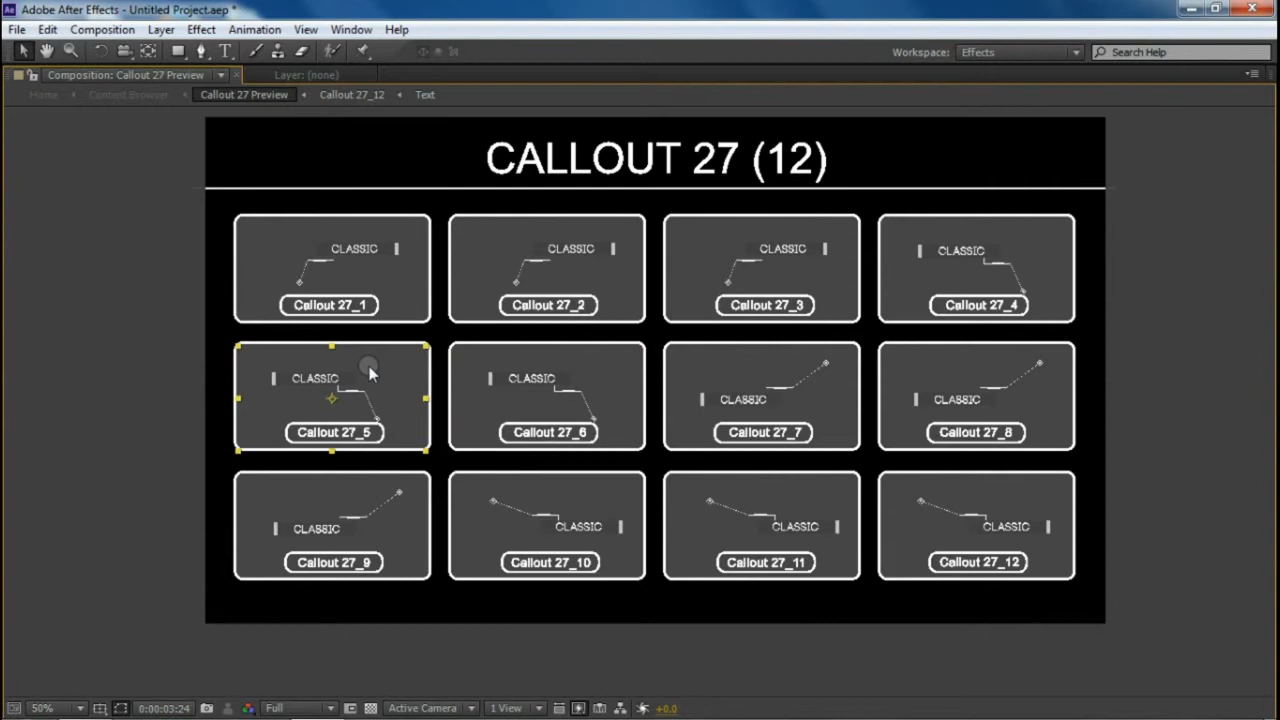 Adobe After Effects - Untitled Project.aep *
File Edit Composition Layer Effect Animation View Window Help
Workspace: Effects Search Help
Composition: Callout 27 Preview Layer: (none)
Home Content Browser Callout 27 Preview Callout 27_12 Text
CALLOUT 27 (12)
CLASSIC CLASSIC CLASSIC CLASSIC
Callout 27_1 Callout 27_2 Callout 27_3 Callout 27_4
CLASSIC CLASSIC CLASSIC CLASSIC
Callout 27_5 Callout 27_6 Callout 27_7 Callout 27_8
CLASSIC CLASSIC CLASSIC CLASSIC
Callout 27_9 Callout 27_10 Callout 27_11 Callout 27_12
50% 0:00:03:24 Full Active Camera 1 View +0.0